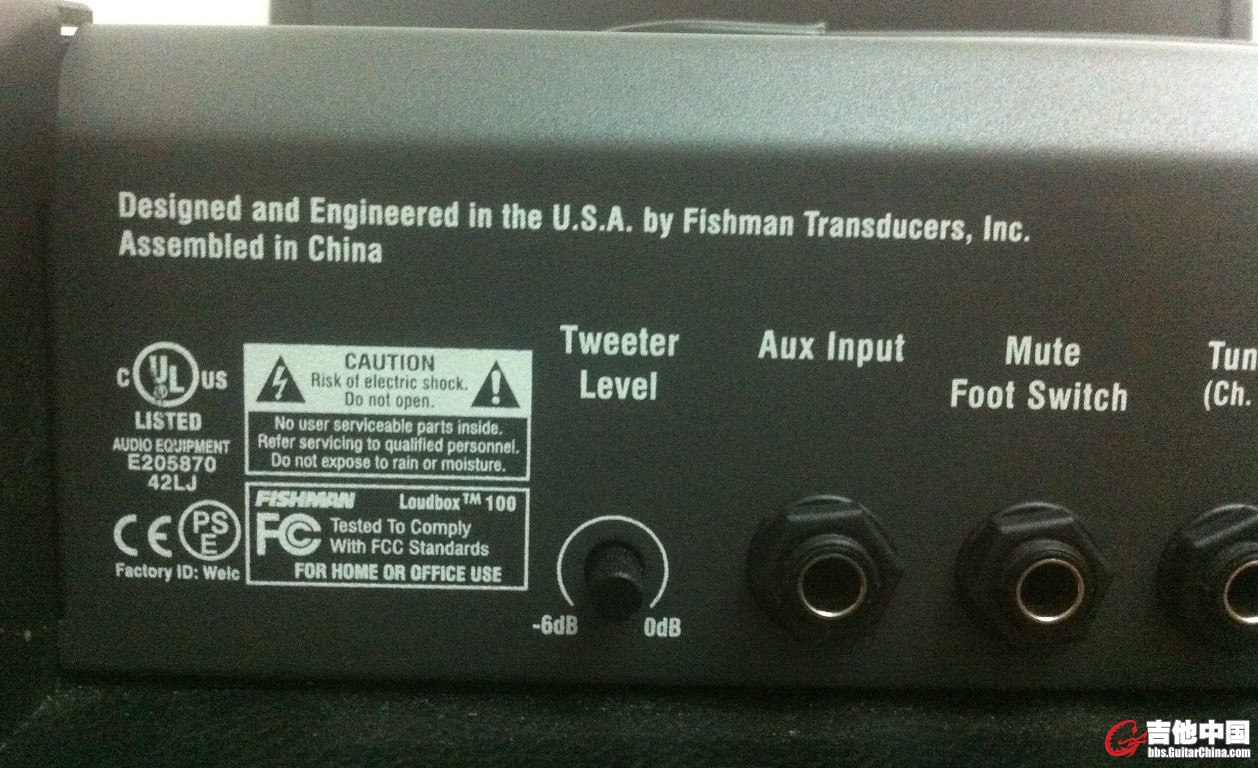 Designed and Engineered in the U.S.A. by Fishman Transducers, Inc.
Assembled in China
Tweeter
Level
Aux Input
Mute
Foot Switch
Tun
(Ch.
C UL US
®
LISTED
AUDIO EQUIPMENT
E205870
42LJ
CE PS
E
Factory ID: Weic
CAUTION
Risk of electric shock.
Do not open.
!
No user serviceable parts inside.
Refer servicing to qualified personnel.
Do not expose to rain or moisture.
FISHMAN Loudbox™ 100
FC Tested To Comply
With FCC Standards
FOR HOME OR OFFICE USE
-6dB 0dB
吉他中国
bbs.GuitarChina.com